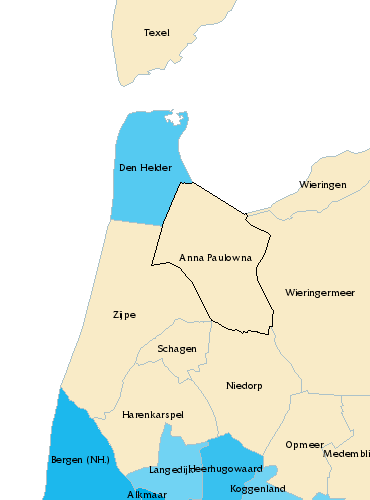 Texel
Den Helder
Wieringen
Anna Paulowna
Wieringermeer
Zijpe
Schagen
Niedorp
Harenkarspel
Opmeer
Medembli
Bergen (NH.)
Langedijk
Heerhugowaard
Koggenland
Alkmaar